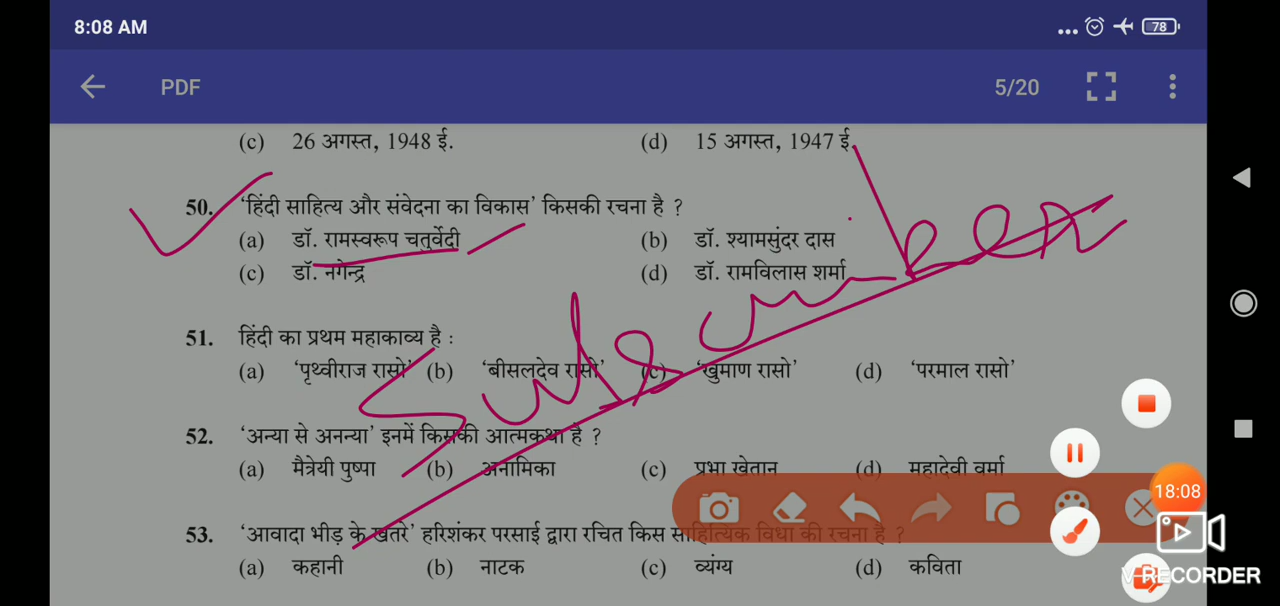 8:08 AM
78
PDF
5/20
(c) 26 अगस्त, 1948 ई.
(d) 15 अगस्त, 1947 ई.
50. 'हिंदी साहित्य और संवेदना का विकास' किसकी रचना है ?
(a) डॉ. रामस्वरूप चतुर्वेदी
(b) डॉ. श्यामसुंदर दास
(c) डॉ. नगेन्द्र
(d) डॉ. रामविलास शर्मा
51. हिंदी का प्रथम महाकाव्य है :
(a) 'पृथ्वीराज रासो' (b) 'बीसलदेव रासो' (c) 'खुमाण रासो' (d) 'परमाल रासो'
52. 'अन्या से अनन्या' इनमें किसकी आत्मकथा है ?
(a) मैत्रेयी पुष्पा (b) अनामिका (c) प्रभा खेतान (d) महादेवी वर्मा
53. 'आवादा भीड़ के खतरे' हरिशंकर परसाई द्वारा रचित किस साहित्यिक विधा की रचना है ?
(a) कहानी (b) नाटक (c) व्यंग्य (d) कविता
18:08
V RECORDER